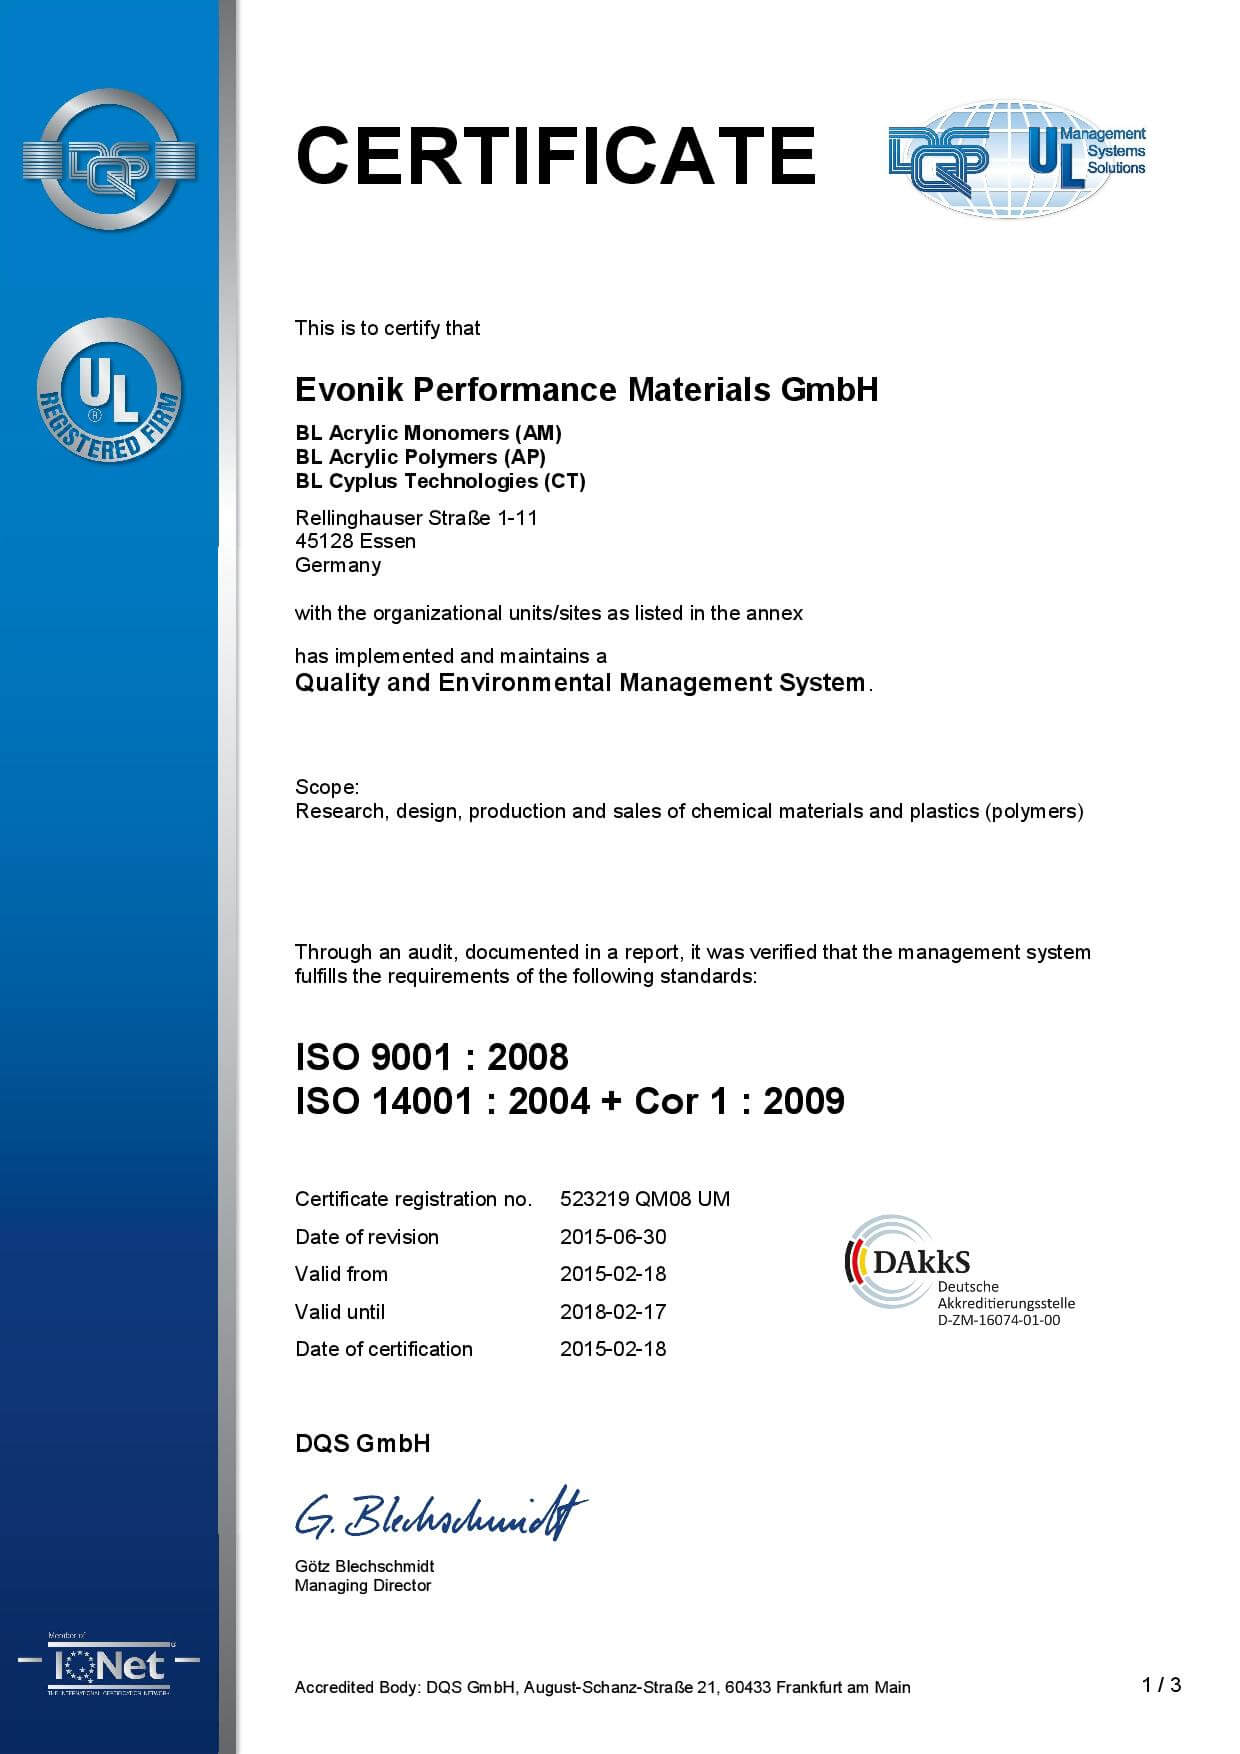 DQS
CERTIFICATE
DQS
UL
Management
Systems
Solutions
UL
®
REGISTERED FIRM
This is to certify that
Evonik Performance Materials GmbH
BL Acrylic Monomers (AM)
BL Acrylic Polymers (AP)
BL Cyplus Technologies (CT)
Rellinghauser Straße 1-11
45128 Essen
Germany
with the organizational units/sites as listed in the annex
has implemented and maintains a
Quality and Environmental Management System.
Scope:
Research, design, production and sales of chemical materials and plastics (polymers)
Through an audit, documented in a report, it was verified that the management system
fulfills the requirements of the following standards:
ISO 9001 : 2008
ISO 14001 : 2004 + Cor 1 : 2009
Certificate registration no. 523219 QM08 UM
Date of revision 2015-06-30
Valid from 2015-02-18
Valid until 2018-02-17
Date of certification 2015-02-18
DAkkS
Deutsche
Akkreditierungsstelle
D-ZM-16074-01-00
DQS GmbH
G. Blechschmidt
Götz Blechschmidt
Managing Director
Member of
IQNet
®
THE INTERNATIONAL CERTIFICATION NETWORK
Accredited Body: DQS GmbH, August-Schanz-Straße 21, 60433 Frankfurt am Main
1 / 3